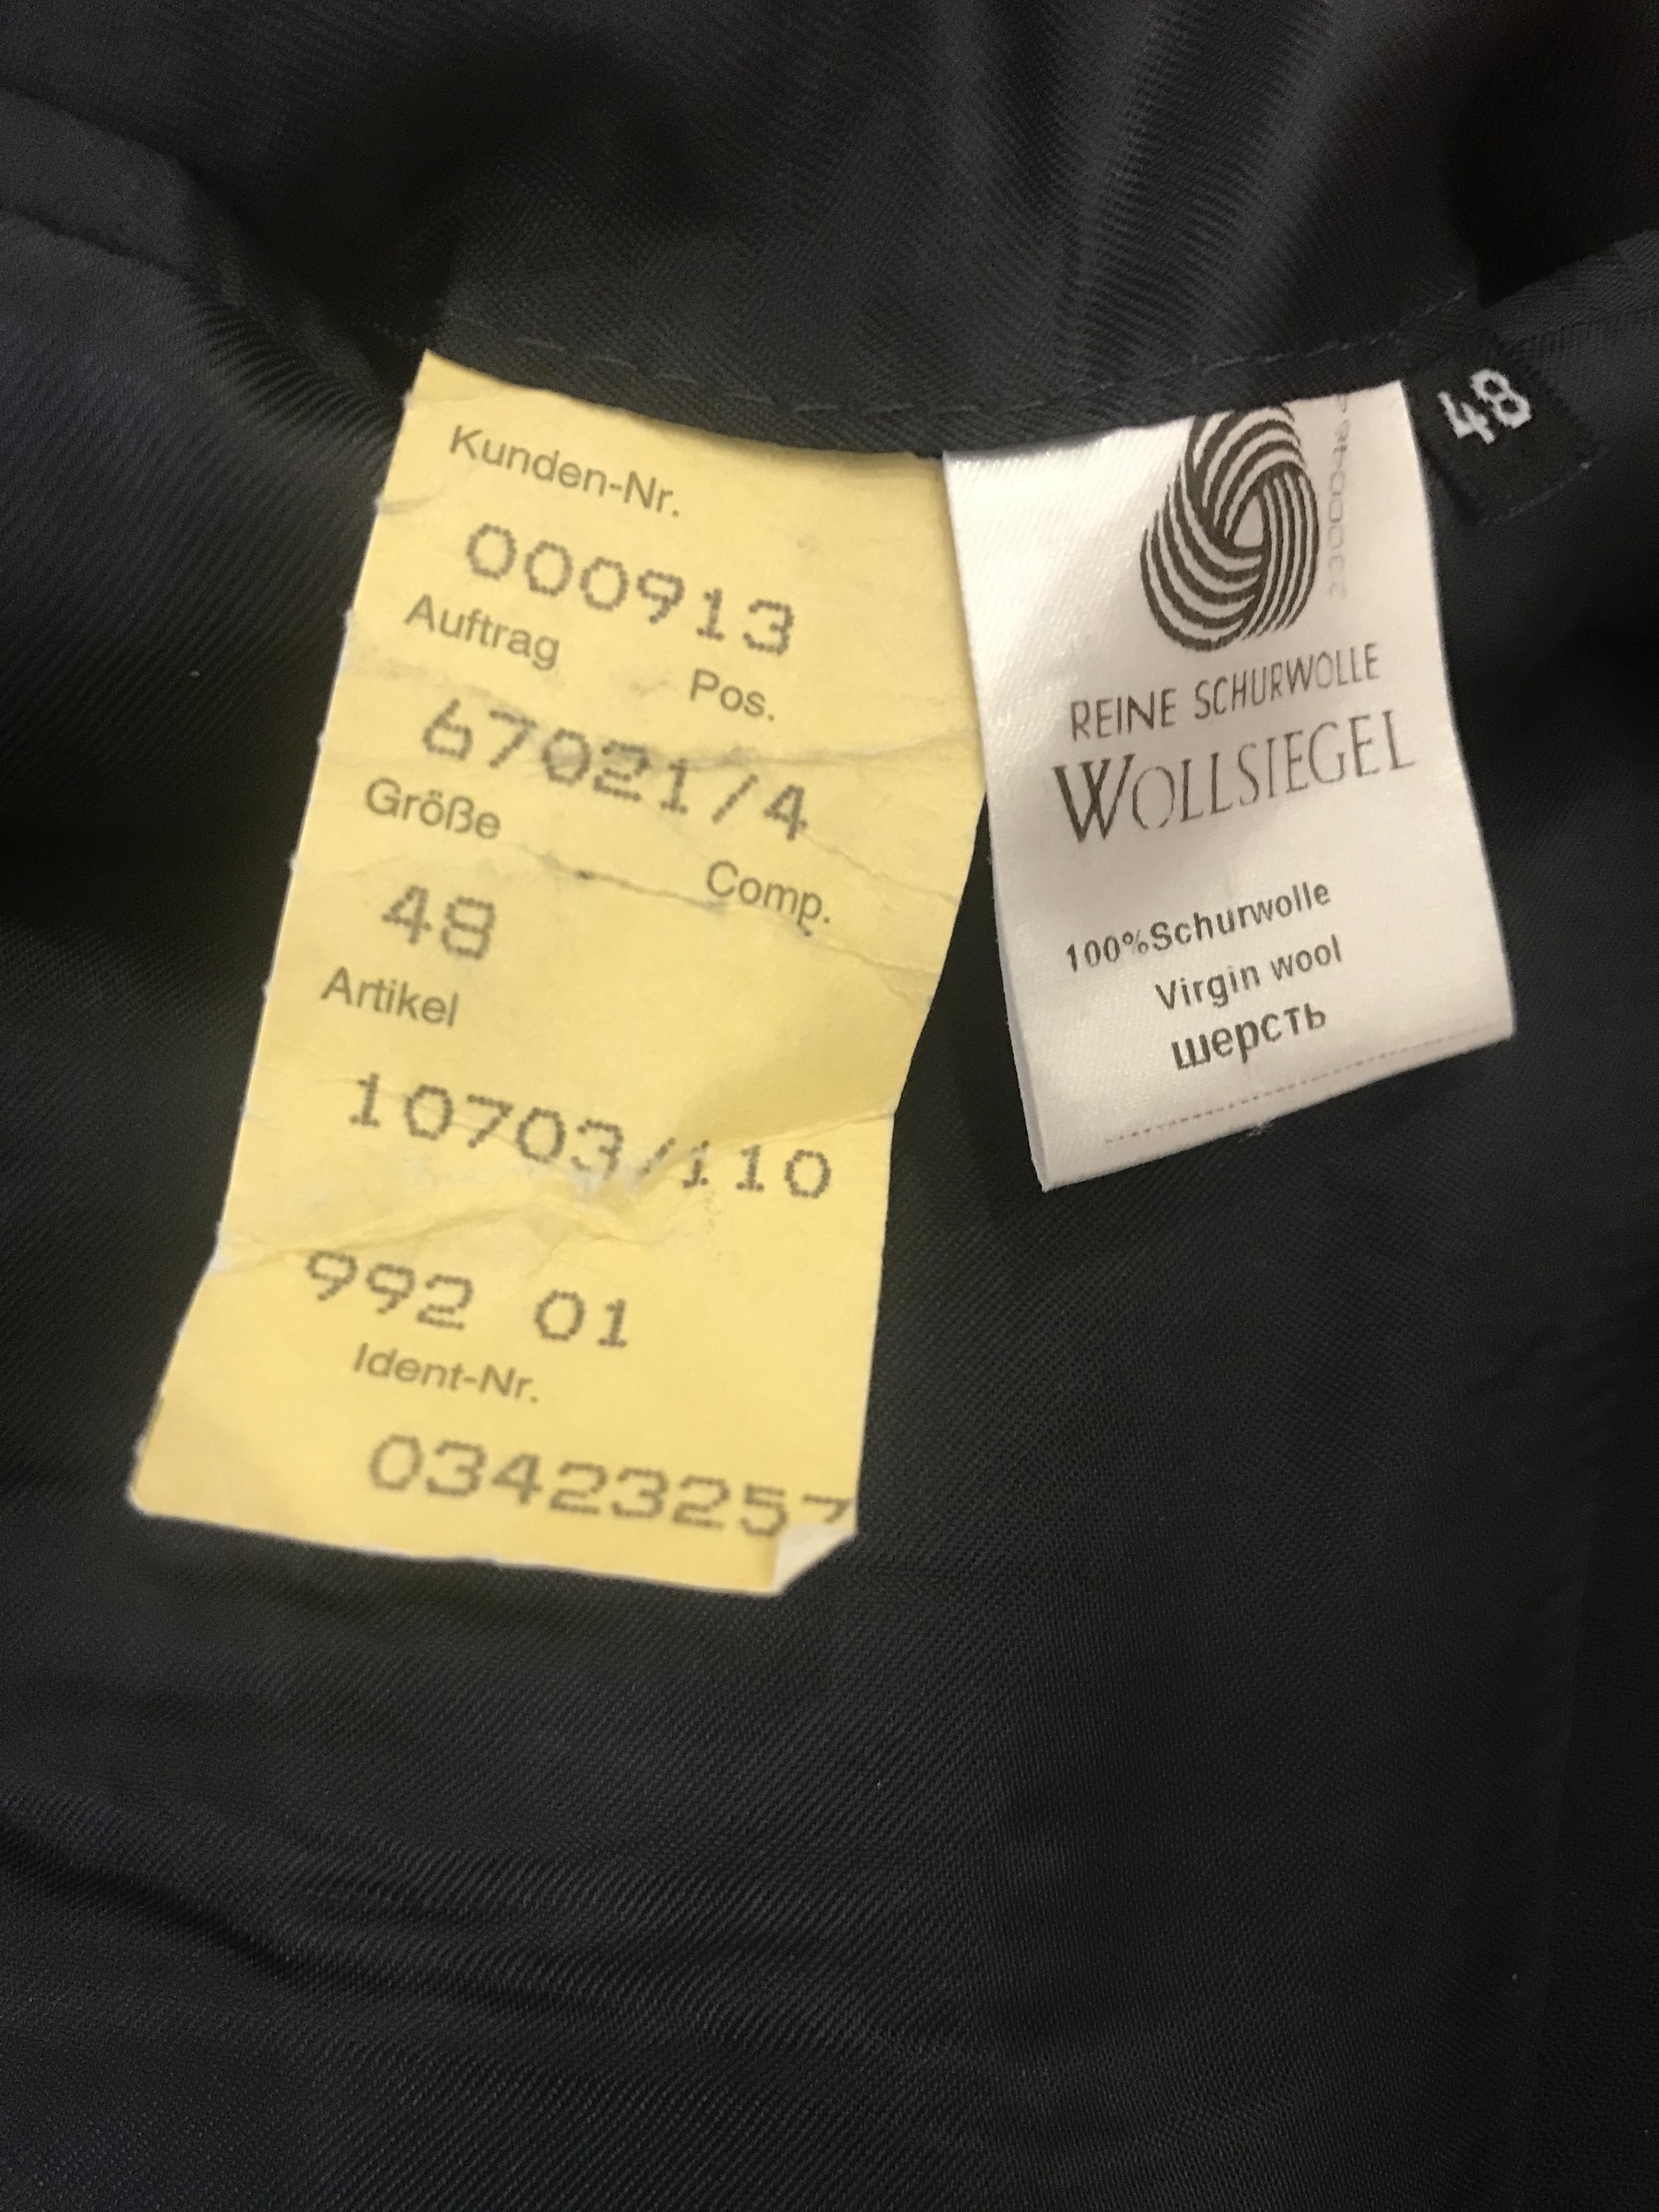 Kunden-Nr.
000913
Auftrag Pos.
67021/4
Größe Comp.
48
Artikel
10703/110
992 01
Ident-Nr.
03423257
REINE SCHURWOLLE
WOLLSIEGEL
100%Schurwolle
Virgin wool
шерсть
48